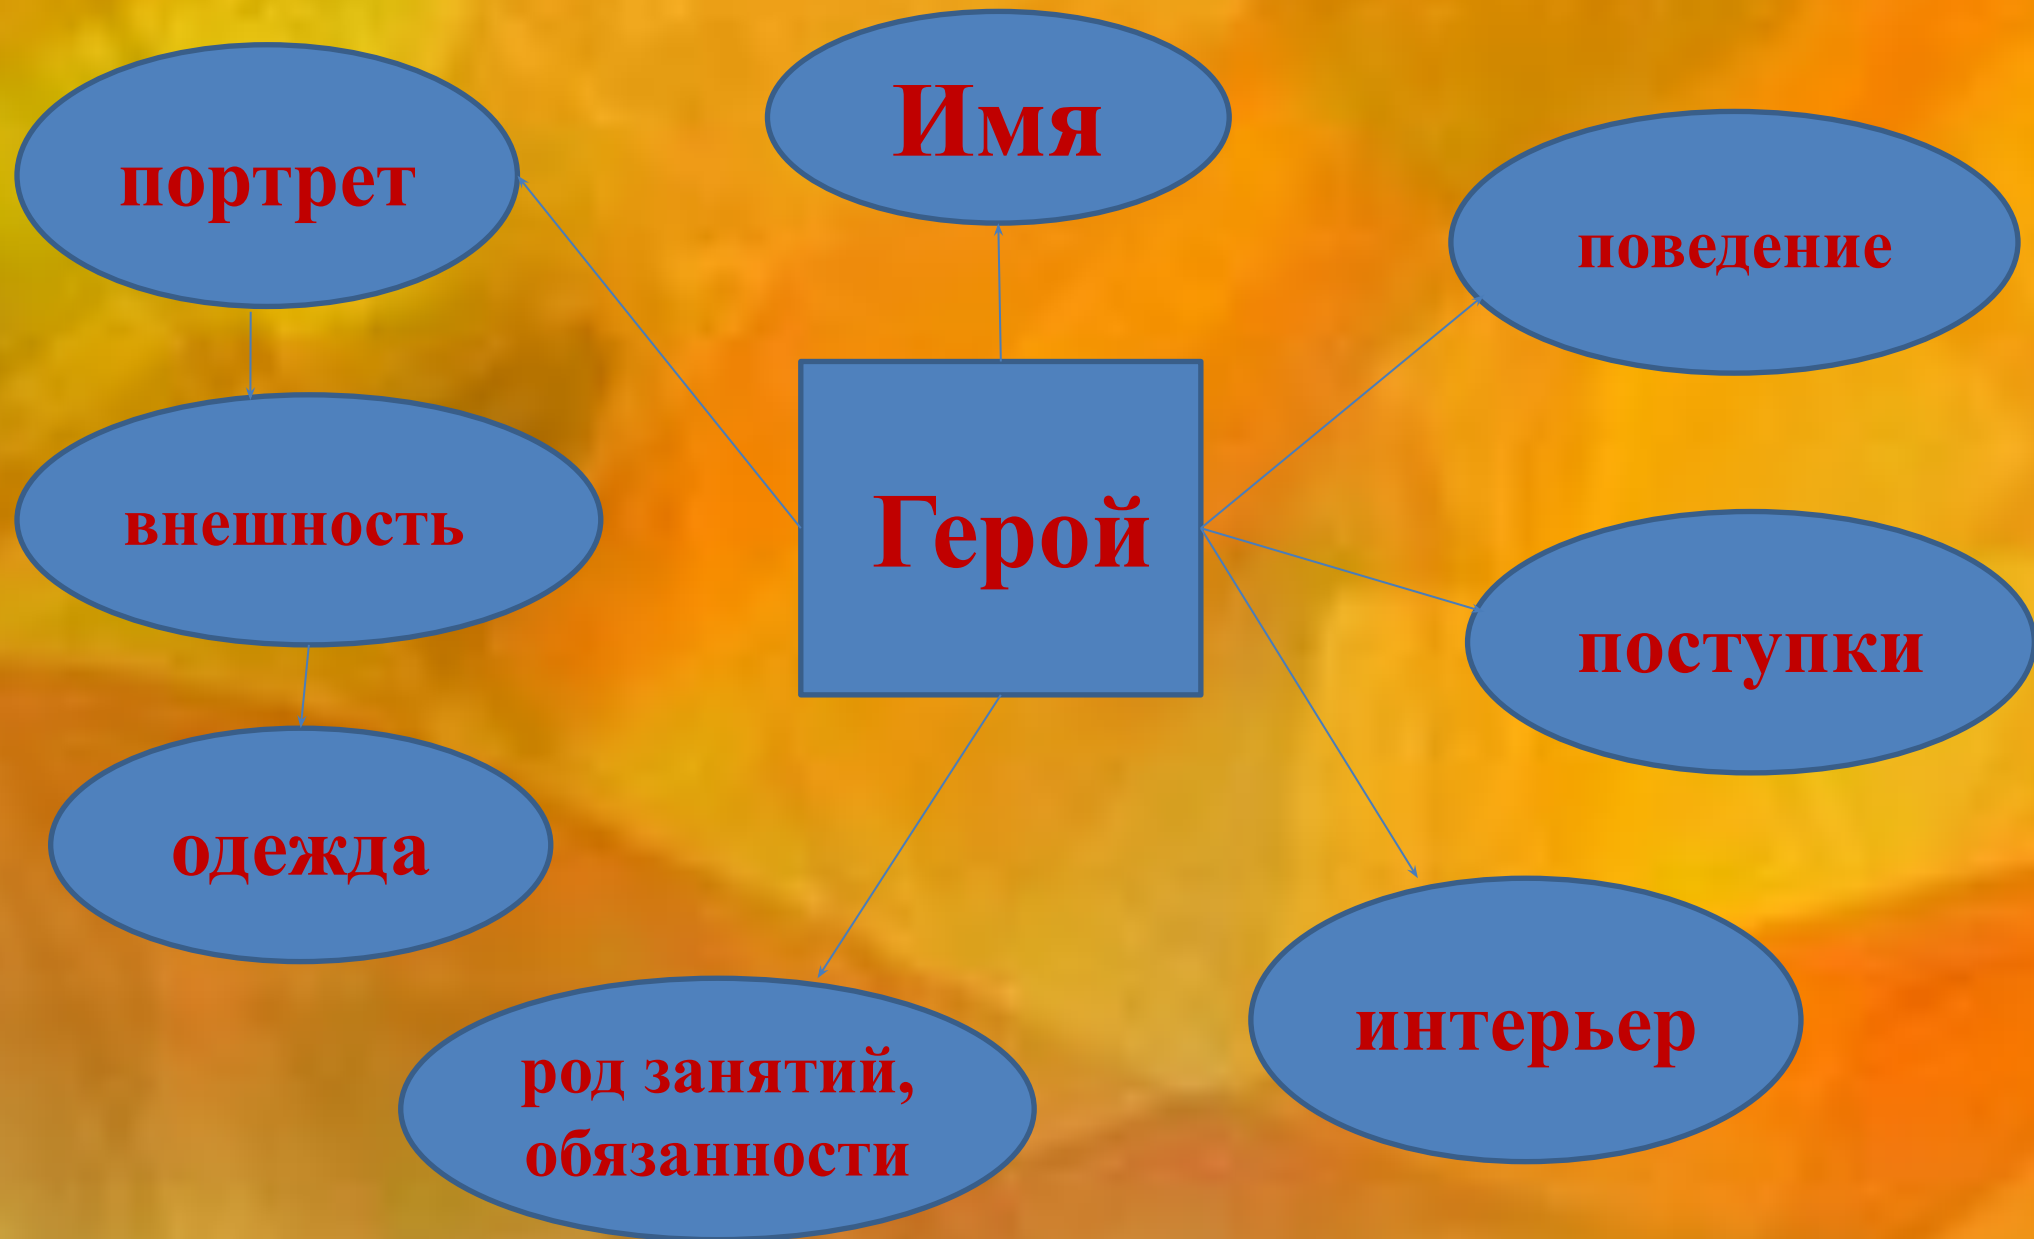 Имя
портрет
поведение
Герой
внешность
поступки
одежда
интерьер
род занятий,
обязанности